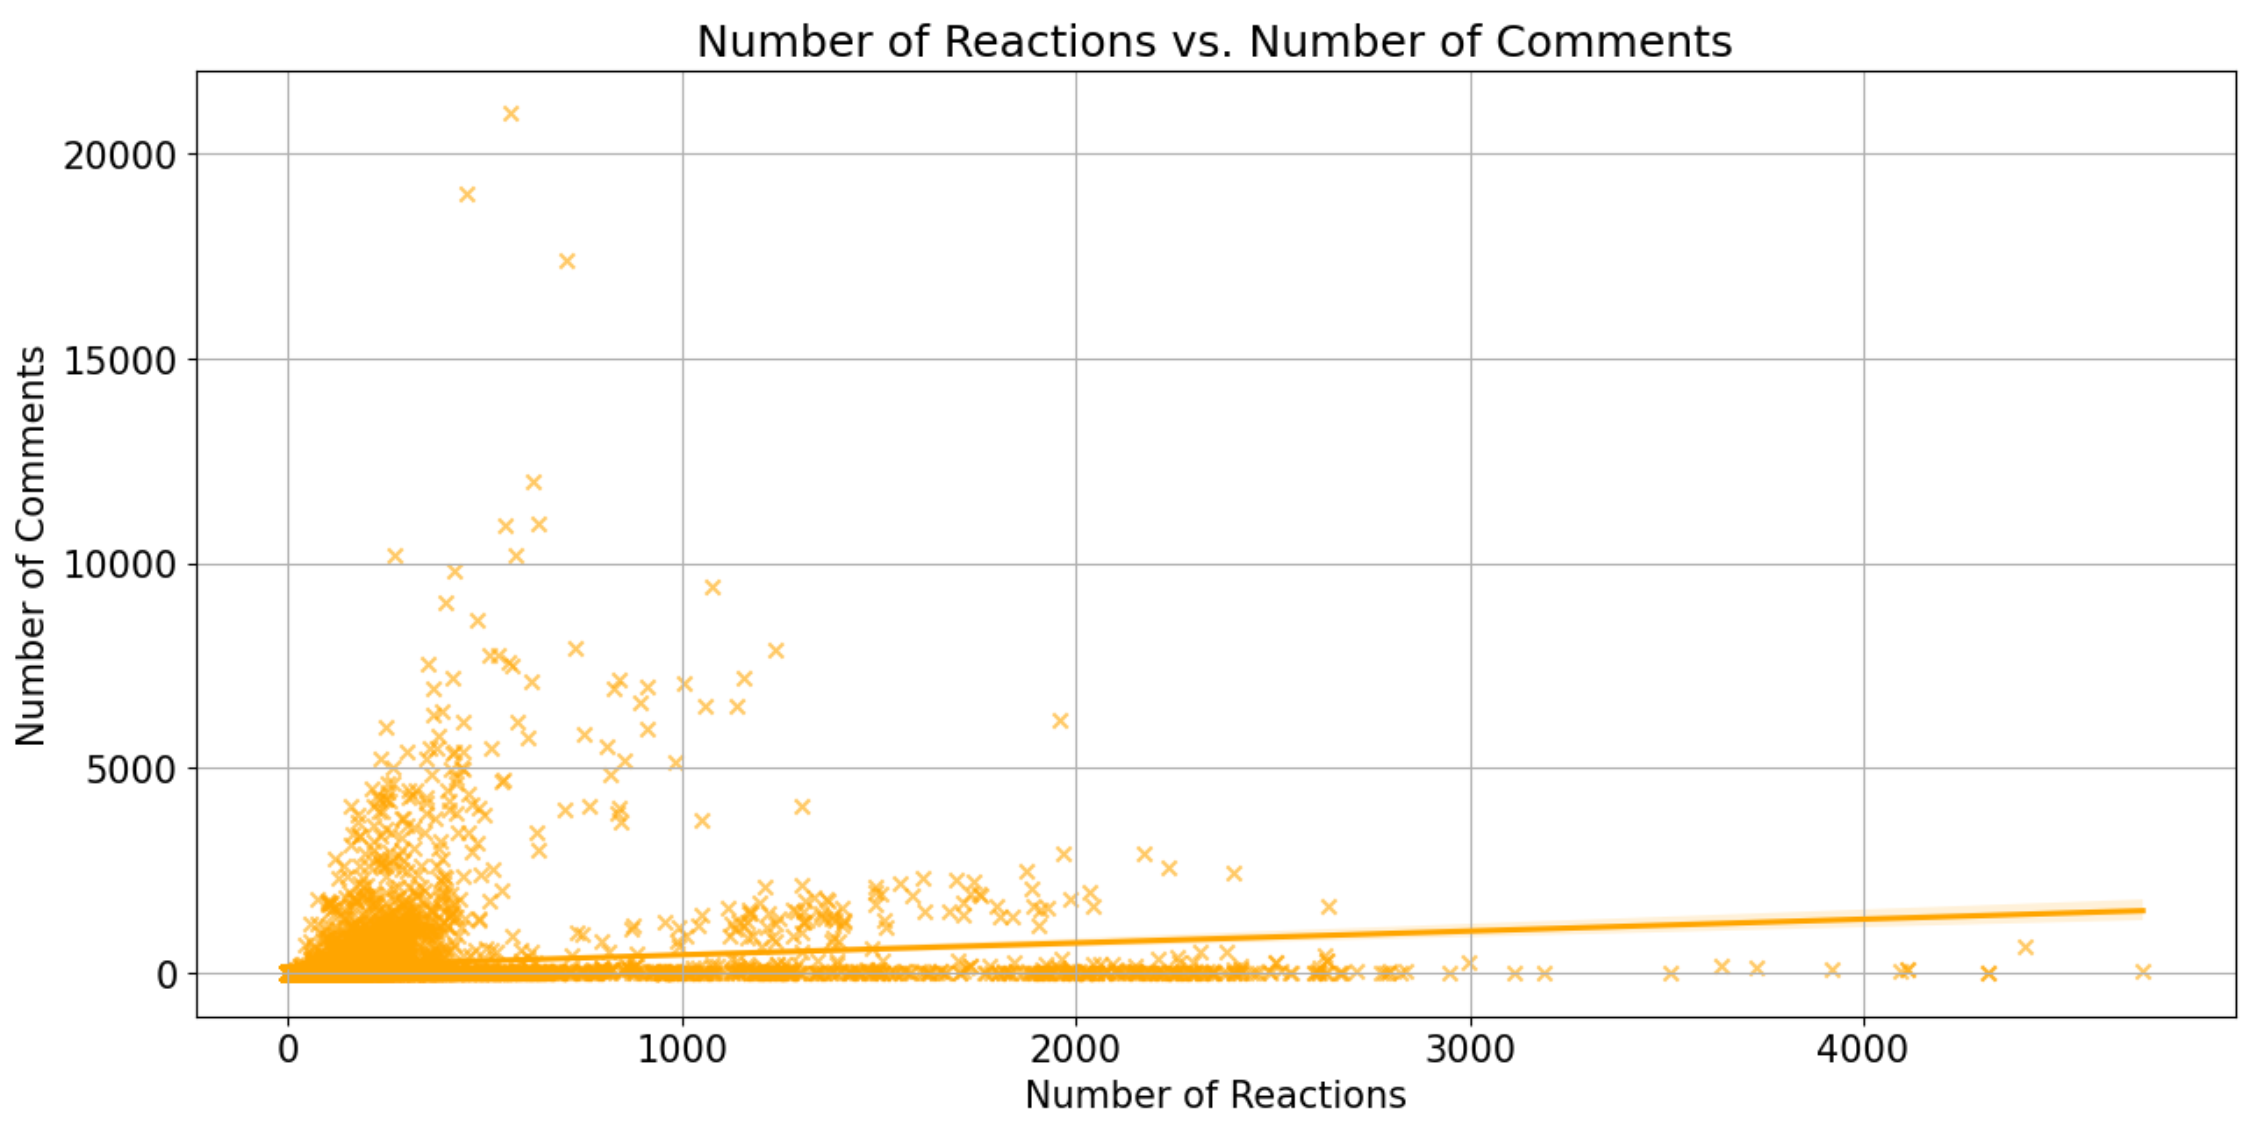 Number of Reactions vs. Number of Comments
Number of Comments
20000
15000
10000
5000
0
0 1000 2000 3000 4000
Number of Reactions